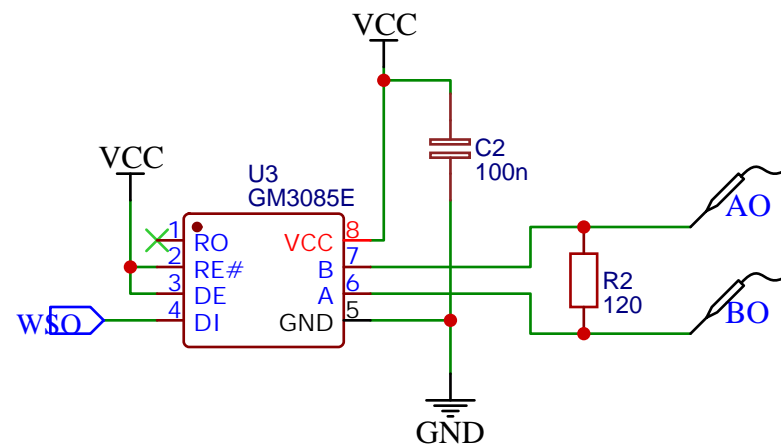 VCC
VCC
C2
100n
U3
GM3085E
AO
1 RO
VCC 8
2 RE#
B 7
3 DE
A 6
R2
120
WSO
4 DI
GND 5
BO
GND